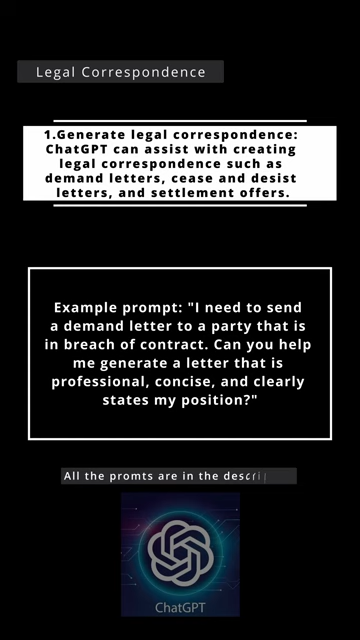 Legal Correspondence
1.Generate legal correspondence:
ChatGPT can assist with creating
legal correspondence such as
demand letters, cease and desist
letters, and settlement offers.
Example prompt: "I need to send
a demand letter to a party that is
in breach of contract. Can you help
me generate a letter that is
professional, concise, and clearly
states my position?"
All the promts are in the descrip
ChatGPT